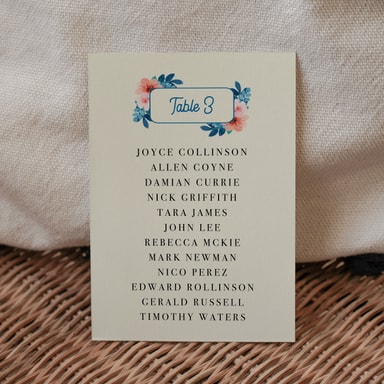 Table 3
JOYCE COLLINSON
ALLEN COYNE
DAMIAN CURRIE
NICK GRIFFITH
TARA JAMES
JOHN LEE
REBECCA MCKIE
MARK NEWMAN
NICO PEREZ
EDWARD ROLLINSON
GERALD RUSSELL
TIMOTHY WATERS